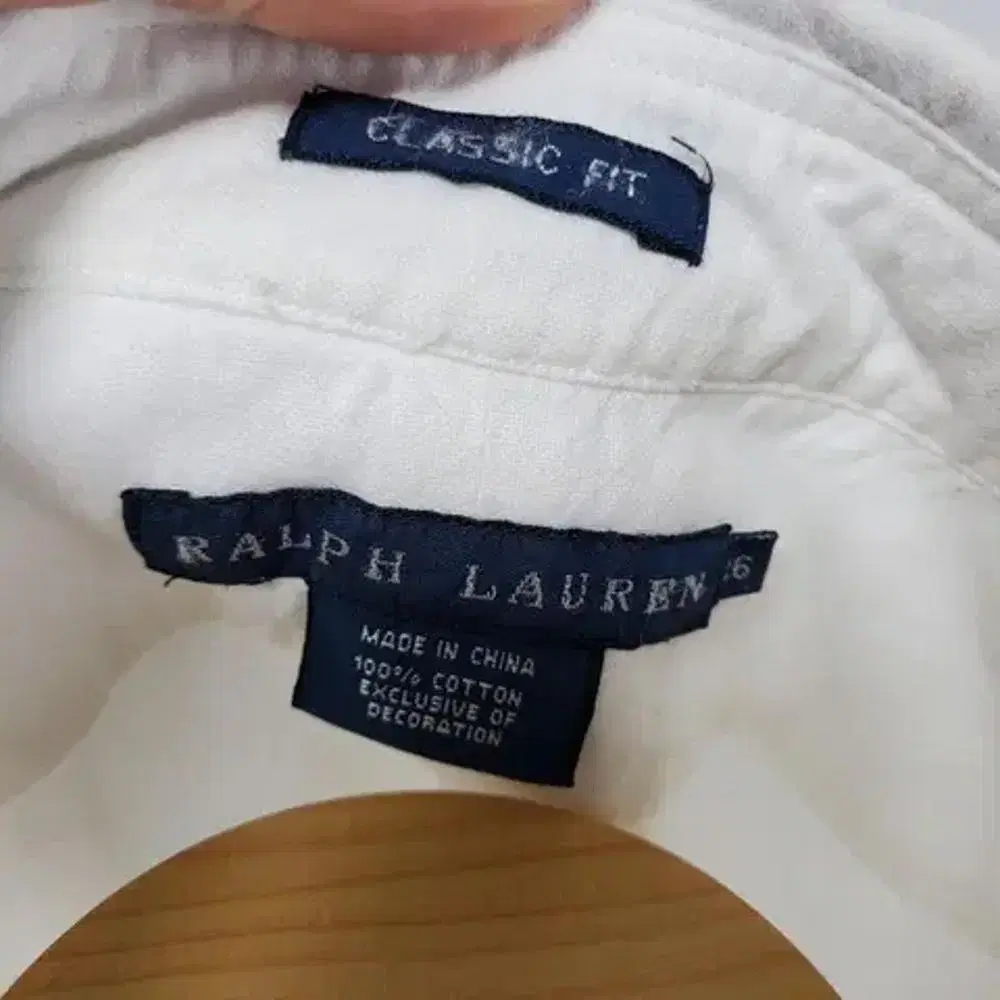 CLASSIC FIT
RALPH LAUREN
MADE IN CHINA
100% COTTON
EXCLUSIVE OF
DECORATION